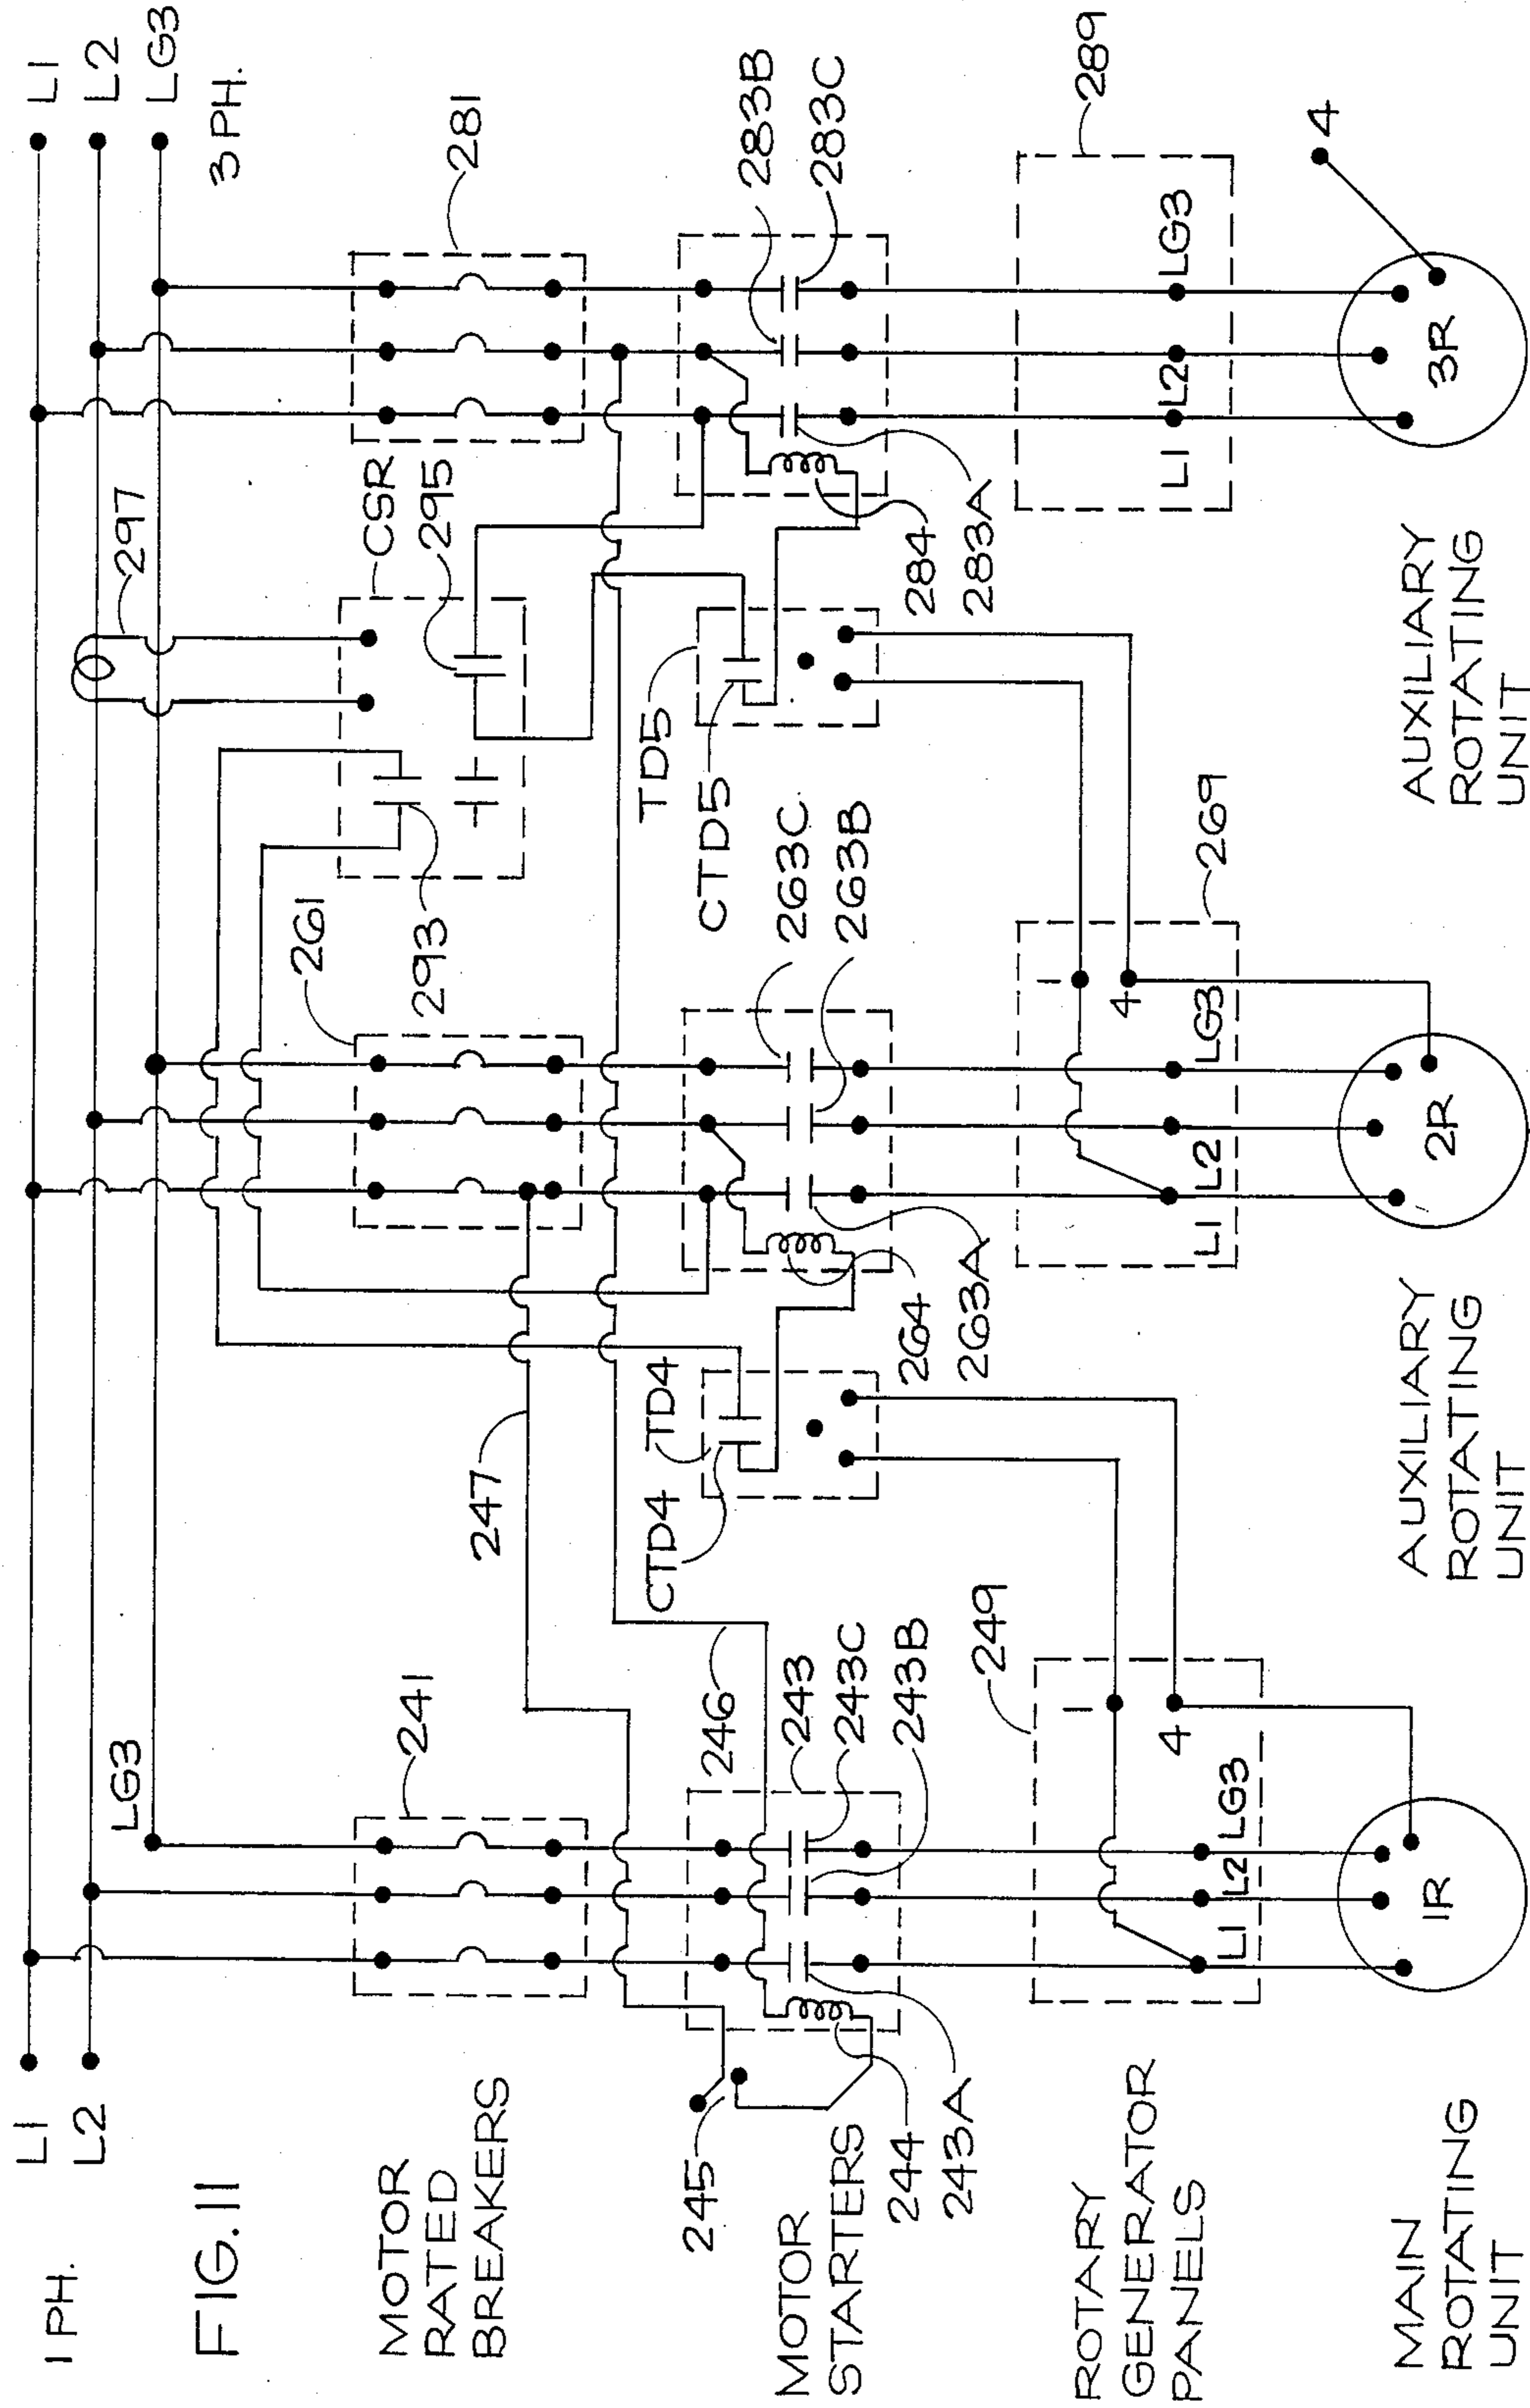 FIG. 11
1 PH.
L1
L2
LG3
L1
L2
LG3
3 PH.
MOTOR
RATED
BREAKERS
241
247
261
293
297
CSR
295
281
MOTOR
STARTERS
245
244
243A
246
243
243C
243B
CTD4
TD4
264
263A
263C
263B
TD5
CTD5
284
283A
283B
283C
ROTARY
GENERATOR
PANELS
249
1
4
L1
L2
LG3
269
1
4
L1
L2
LG3
289
L1
L2
LG3
4
MAIN
ROTATING
UNIT
1R
AUXILIARY
ROTATING
UNIT
2R
AUXILIARY
ROTATING
UNIT
3R